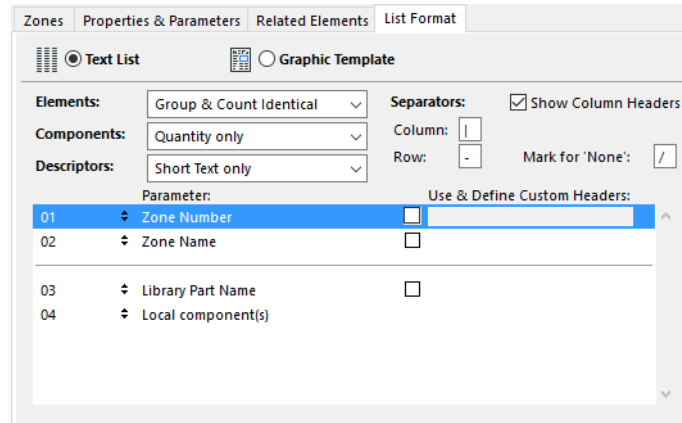 Zones Properties & Parameters Related Elements List Format
Text List Graphic Template
Elements: Group & Count Identical Separators: Show Column Headers
Components: Quantity only Column: |
Descriptors: Short Text only Row: - Mark for 'None': /
Parameter: Use & Define Custom Headers:
01 Zone Number
02 Zone Name
03 Library Part Name
04 Local component(s)